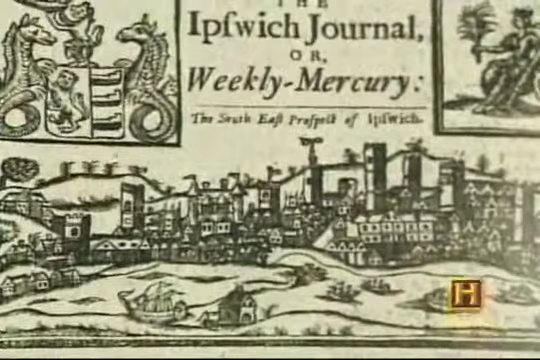 THE
Ipſwich Journal,
OR,
Weekly-Mercury:
The South Eaſt Proſpect of Ipſwich.
H